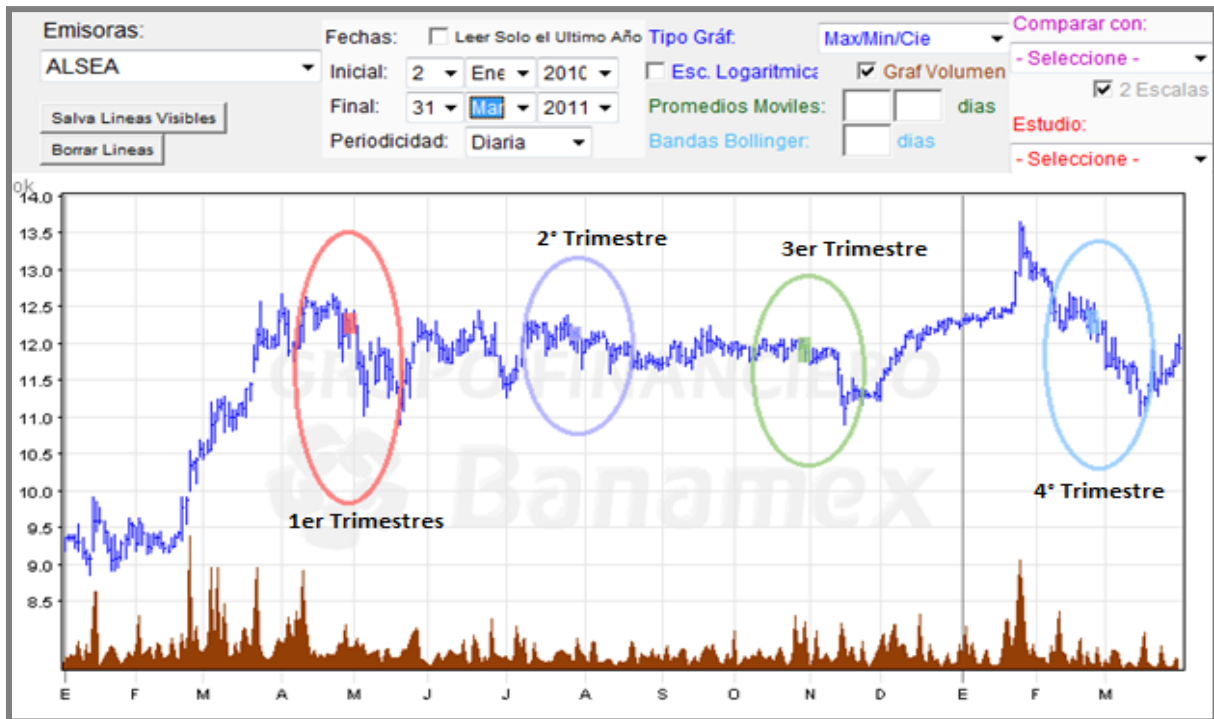 Emisoras:
ALSEA
Salva Lineas Visibles
Borrar Lineas
Fechas:
Leer Solo el Ultimo Año
Inicial: 2 Ene 2010
Final: 31 Mar 2011
Periodicidad: Diaria
Tipo Gráf: Max/Min/Cie
Esc. Logaritmica
Graf Volumen
Promedios Moviles: dias
Bandas Bollinger: dias
Comparar con:
- Seleccione -
2 Escalas
Estudio:
- Seleccione -
ok
14.0
13.5
13.0
12.5
12.0
11.5
11.0
10.5
10.0
9.5
9.0
8.5
2° Trimestre
3er Trimestre
GRUPO FINANCIERO
Banamex
4° Trimestre
1er Trimestres
E F M A M J J A S O N D E F M